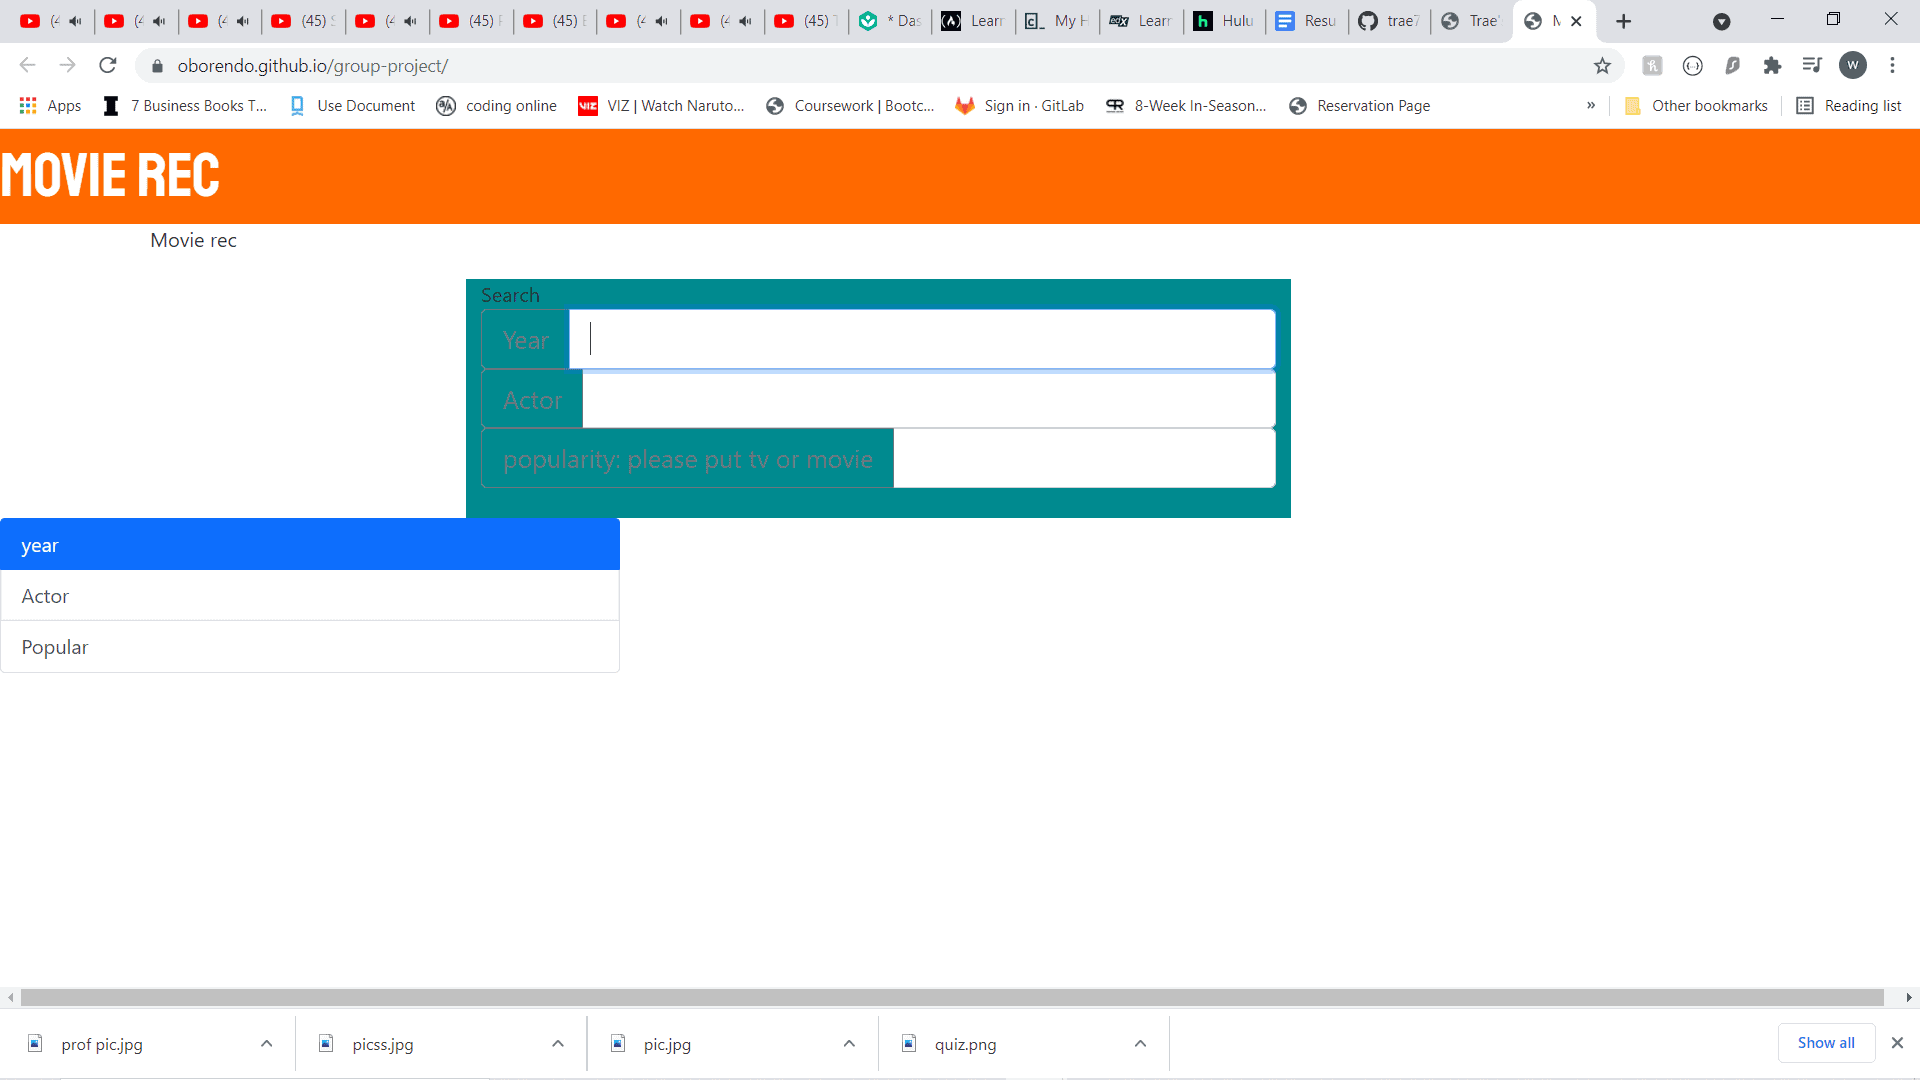 (4 (4 (4 (45) S (4 (45) F (45) E (4 (4 (45) T * Das Learn My H Learn Hulu Resu trae7 Trae'
oborendo.github.io/group-project/
W
Apps 7 Business Books T... Use Document coding online VIZ | Watch Naruto... Coursework | Bootc... Sign in · GitLab 8-Week In-Season... Reservation Page » Other bookmarks Reading list
MOVIE REC
Movie rec
Search
Year
Actor
popularity: please put tv or movie
year
Actor
Popular
prof pic.jpg picss.jpg pic.jpg quiz.png Show all